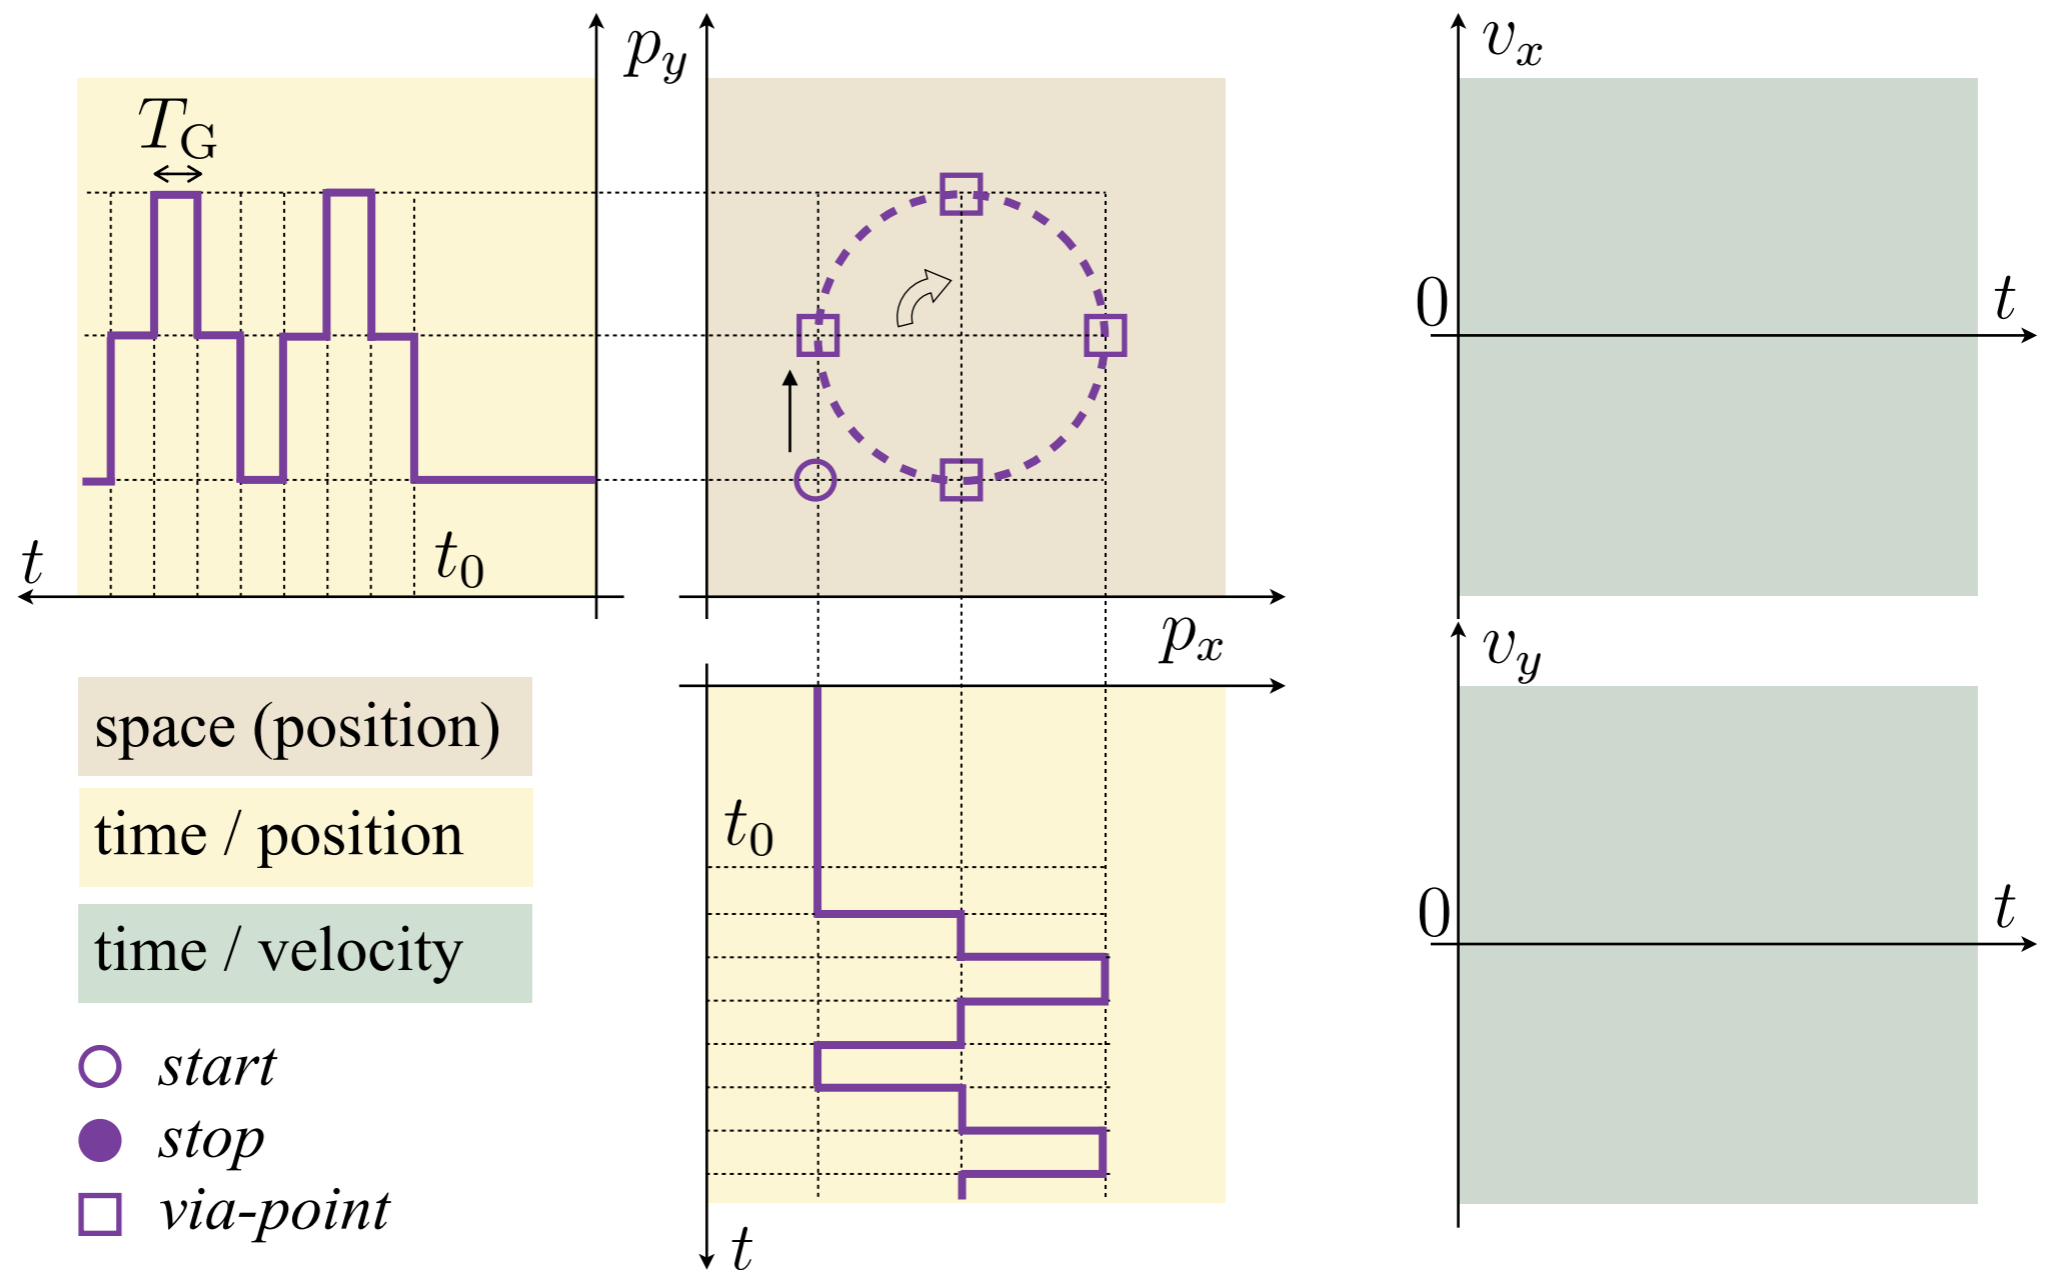 p_y
v_x
T_G
0
t
t_0
t
p_x
v_y
space (position)
time / position
t_0
time / velocity
0
t
start
stop
via-point
t